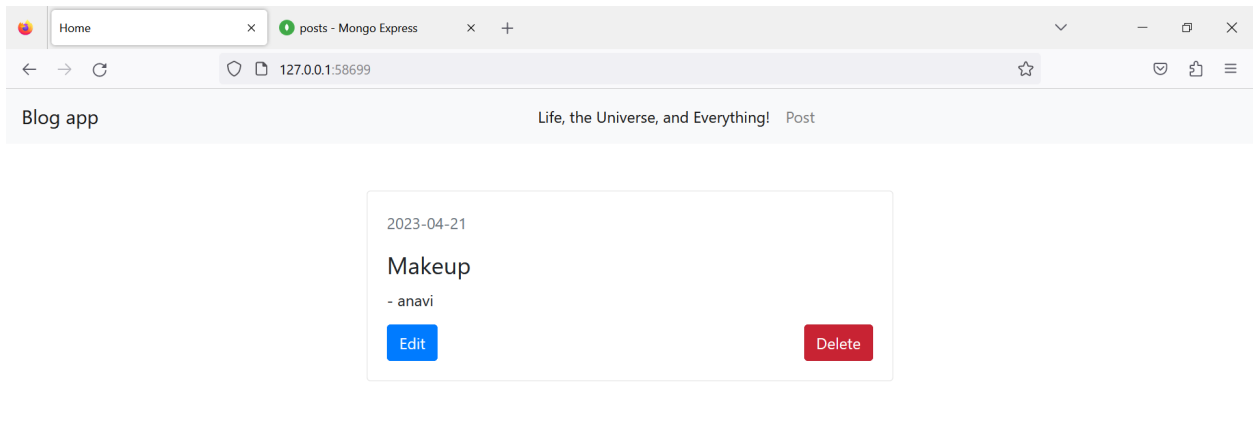 Home posts - Mongo Express
127.0.0.1:58699
Blog app Life, the Universe, and Everything! Post
2023-04-21
Makeup
- anavi
Edit Delete